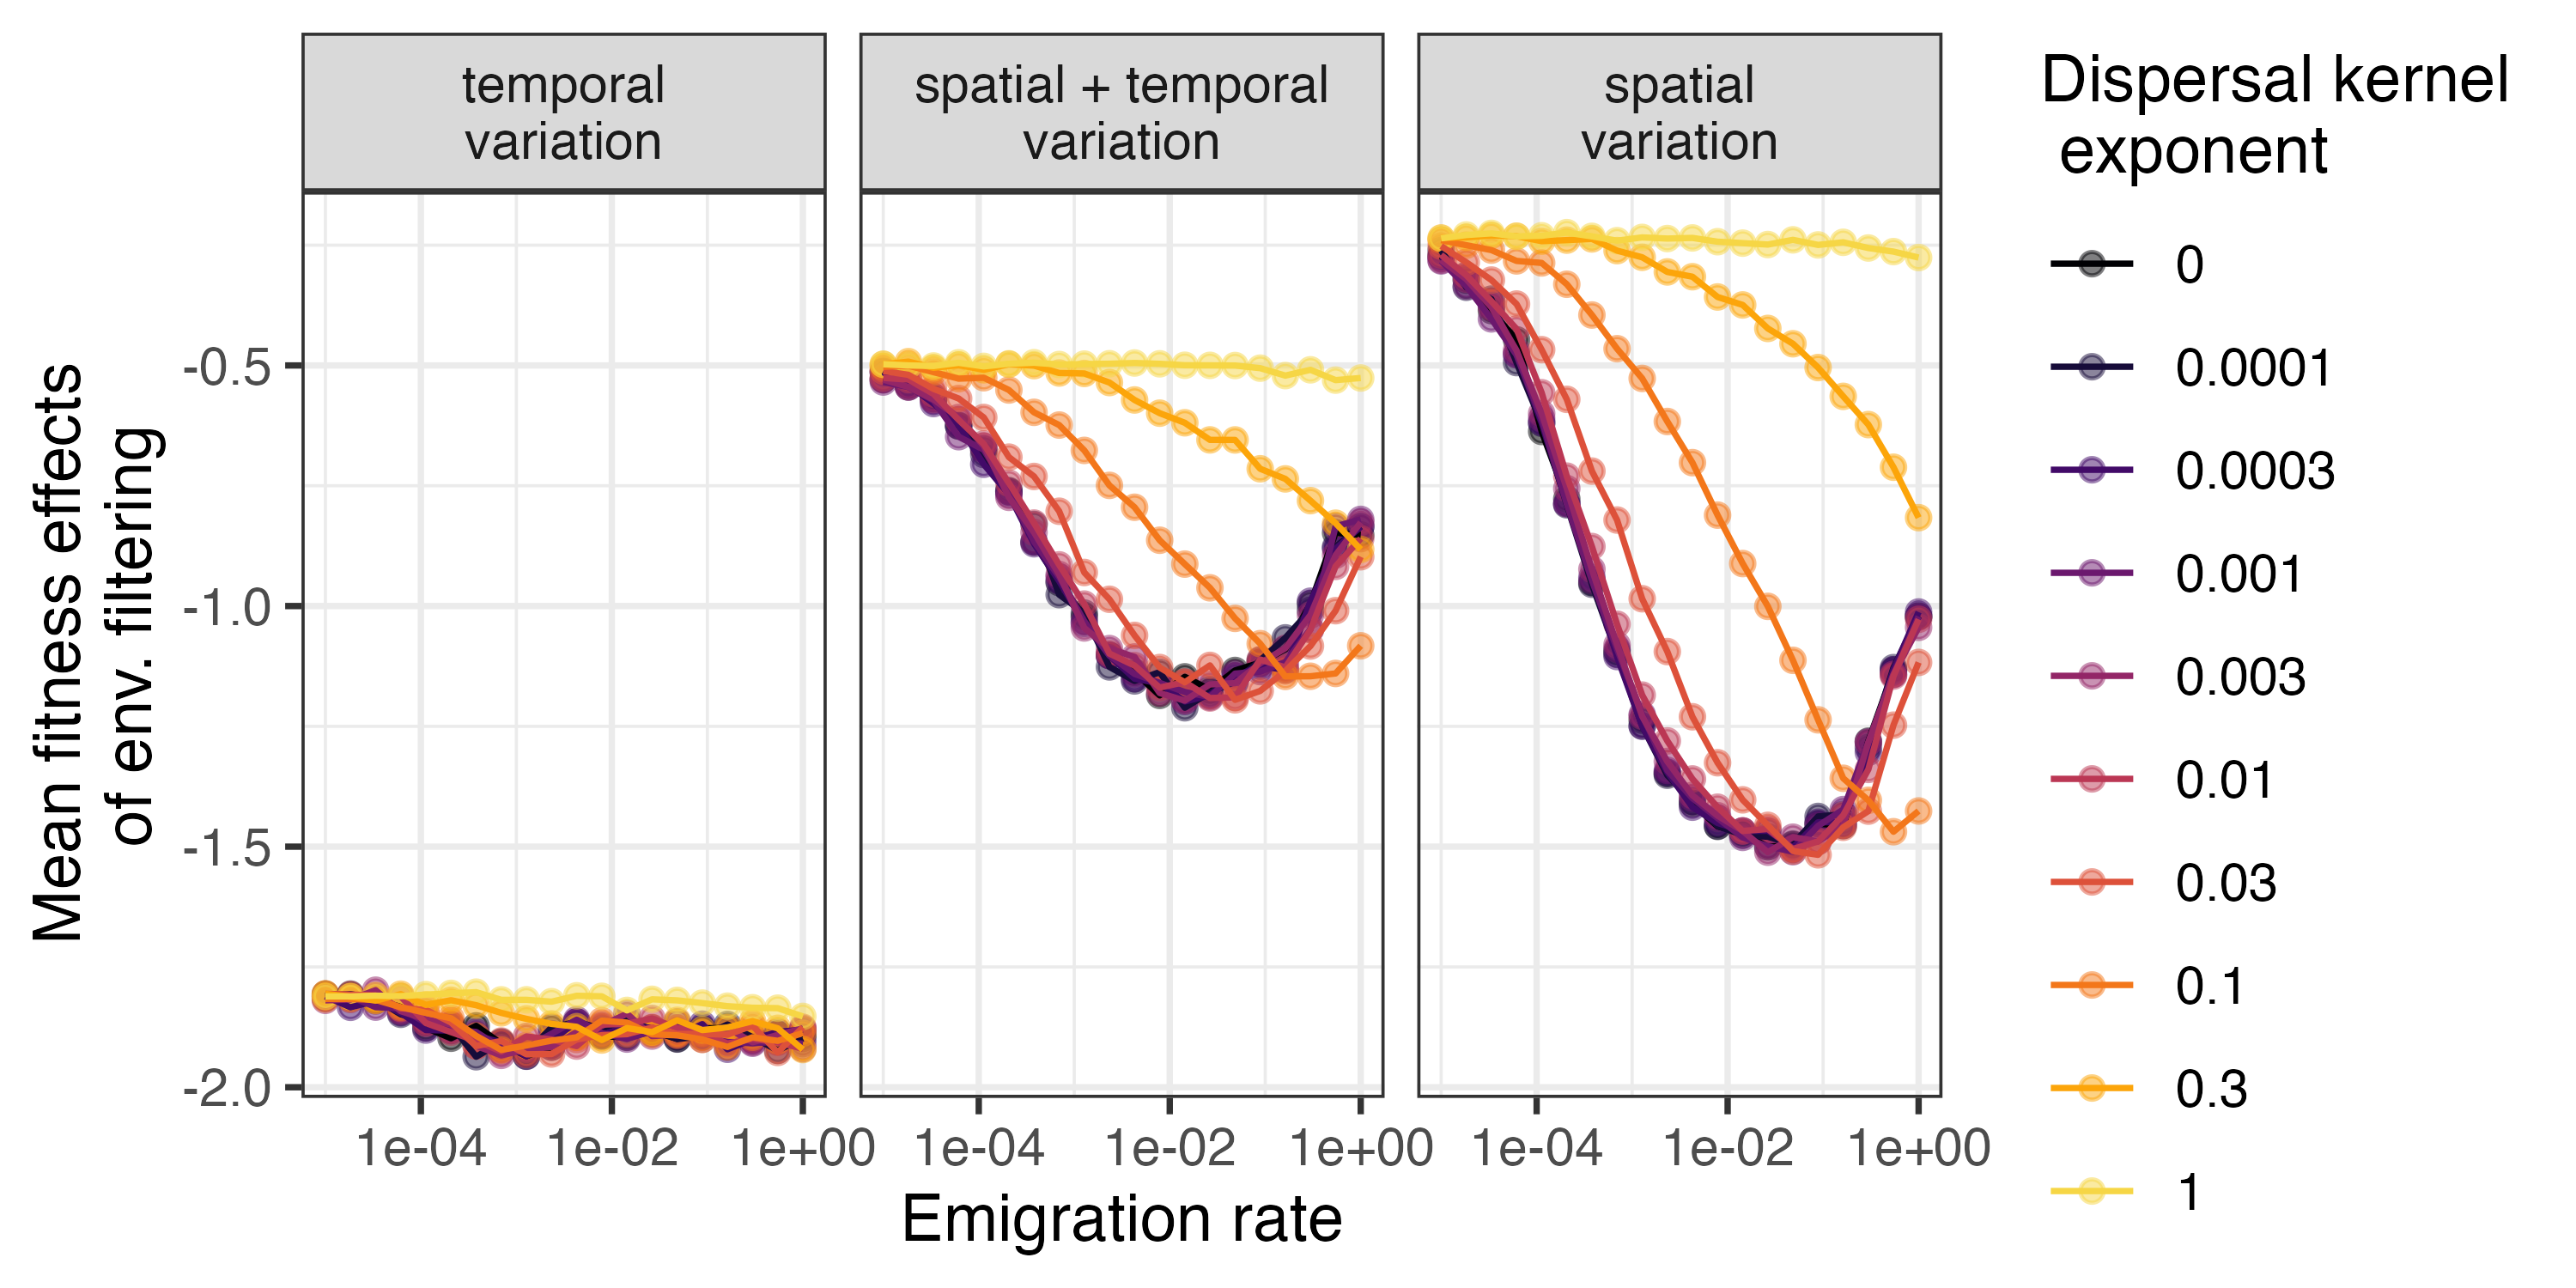 temporal
variation
spatial + temporal
variation
spatial
variation
Mean fitness effects
of env. filtering
-0.5
-1.0
-1.5
-2.0
1e-04 1e-02 1e+00
1e-04 1e-02 1e+00
1e-04 1e-02 1e+00
Emigration rate
Dispersal kernel
exponent
0
0.0001
0.0003
0.001
0.003
0.01
0.03
0.1
0.3
1